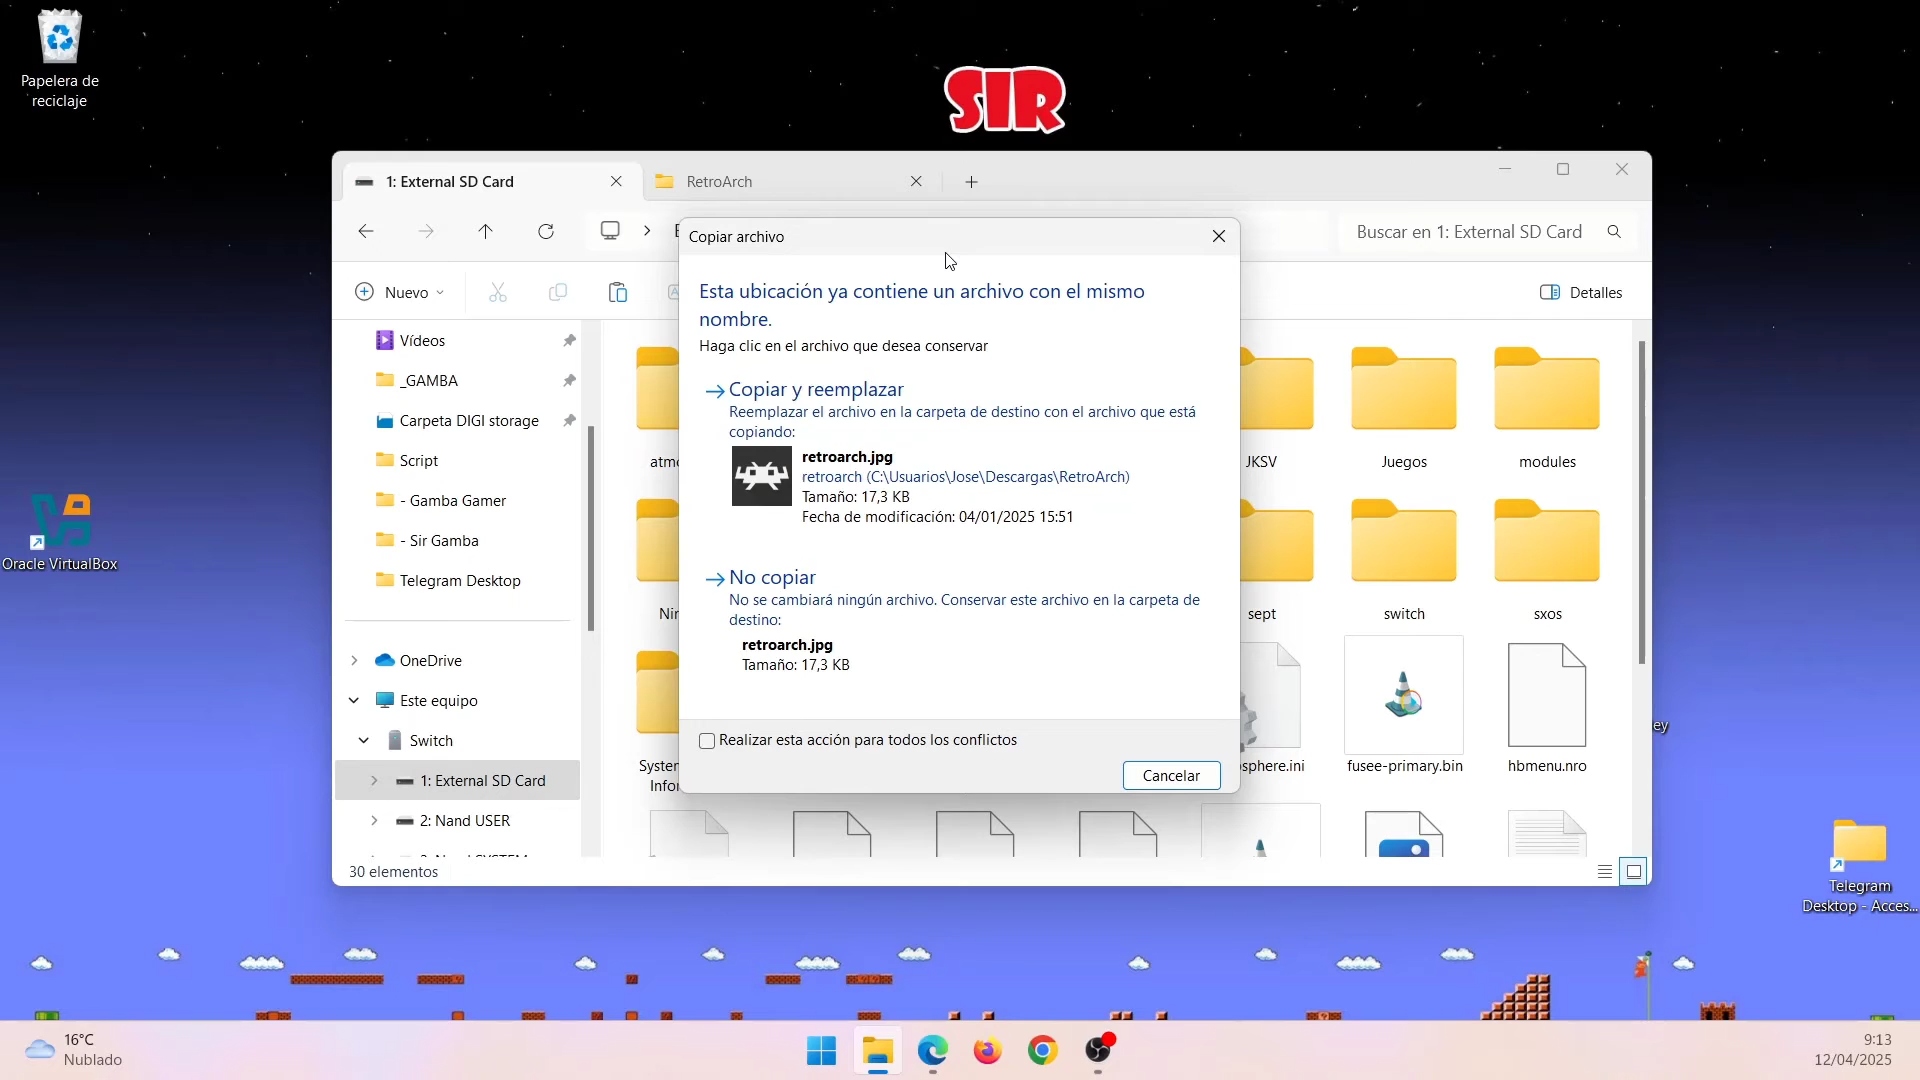 Papelera de
reciclaje
SIR
1: External SD Card
RetroArch
Buscar en 1: External SD Card
Copiar archivo
Nuevo
Detalles
Esta ubicación ya contiene un archivo con el mismo
nombre.
Haga clic en el archivo que desea conservar
Copiar y reemplazar
Reemplazar el archivo en la carpeta de destino con el archivo que está
copiando:
retroarch.jpg
retroarch (C:\Usuarios\Jose\Descargas\RetroArch)
Tamaño: 17,3 KB
Fecha de modificación: 04/01/2025 15:51
No copiar
No se cambiará ningún archivo. Conservar este archivo en la carpeta de
destino:
retroarch.jpg
Tamaño: 17,3 KB
Realizar esta acción para todos los conflictos
Cancelar
Vídeos
_GAMBA
Carpeta DIGI storage
Script
- Gamba Gamer
- Sir Gamba
Telegram Desktop
OneDrive
Este equipo
Switch
1: External SD Card
2: Nand USER
atmo
JKSV
Juegos
modules
Nin
sept
switch
sxos
System
Infor
sphere.ini
fusee-primary.bin
hbmenu.nro
30 elementos
Oracle VirtualBox
ey
Telegram
Desktop - Acces...
16°C
Nublado
9:13
12/04/2025